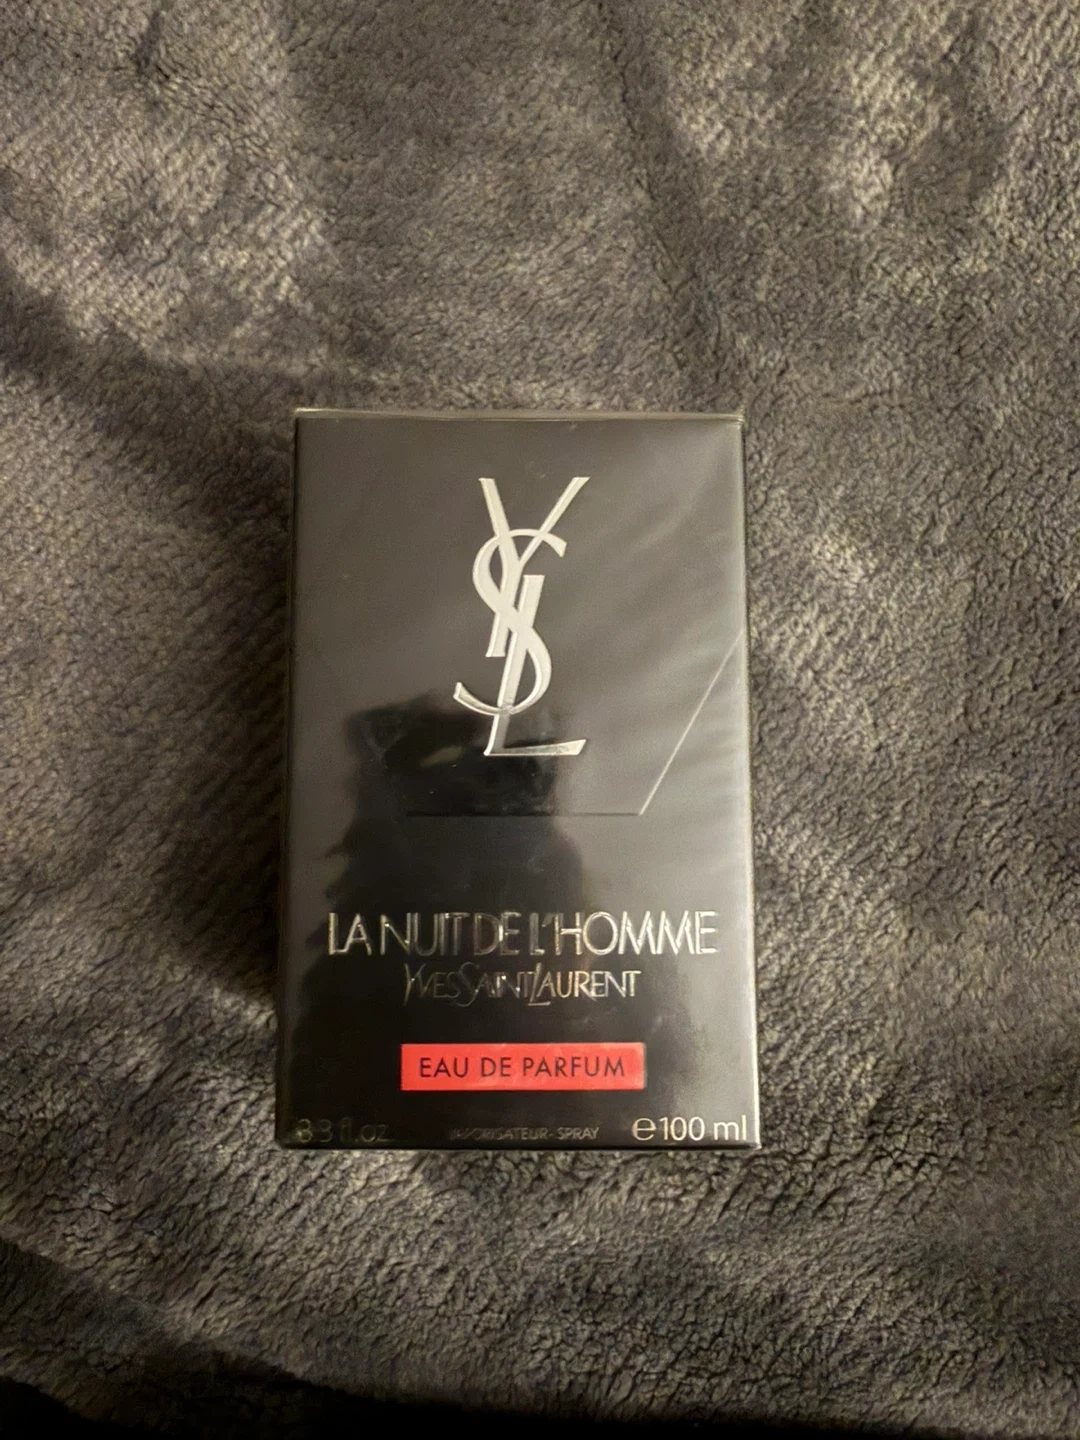 YSL
LA NUIT DE L'HOMME
YVES SAINT LAURENT
EAU DE PARFUM
3.3 fl.oz. VAPORISATEUR-SPRAY ℮100 ml